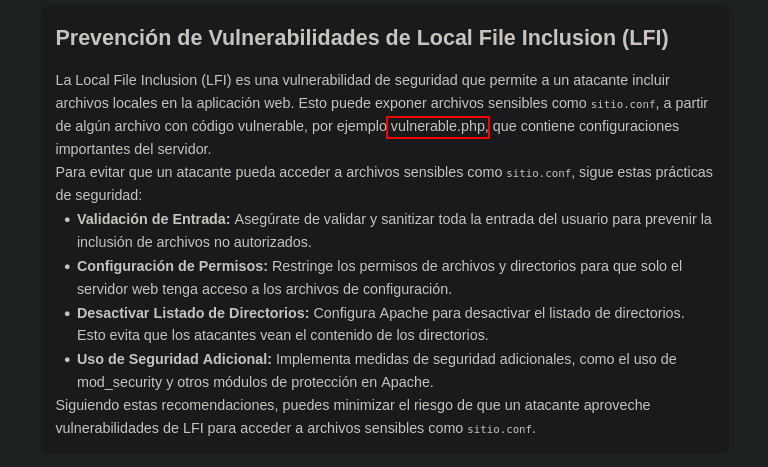 Prevención de Vulnerabilidades de Local File Inclusion (LFI)
La Local File Inclusion (LFI) es una vulnerabilidad de seguridad que permite a un atacante incluir
archivos locales en la aplicación web. Esto puede exponer archivos sensibles como sitio.conf, a partir
de algún archivo con código vulnerable, por ejemplo vulnerable.php, que contiene configuraciones
importantes del servidor.
Para evitar que un atacante pueda acceder a archivos sensibles como sitio.conf, sigue estas prácticas
de seguridad:
• Validación de Entrada: Asegúrate de validar y sanitizar toda la entrada del usuario para prevenir la
inclusión de archivos no autorizados.
• Configuración de Permisos: Restringe los permisos de archivos y directorios para que solo el
servidor web tenga acceso a los archivos de configuración.
• Desactivar Listado de Directorios: Configura Apache para desactivar el listado de directorios.
Esto evita que los atacantes vean el contenido de los directorios.
• Uso de Seguridad Adicional: Implementa medidas de seguridad adicionales, como el uso de
mod_security y otros módulos de protección en Apache.
Siguiendo estas recomendaciones, puedes minimizar el riesgo de que un atacante aproveche
vulnerabilidades de LFI para acceder a archivos sensibles como sitio.conf.